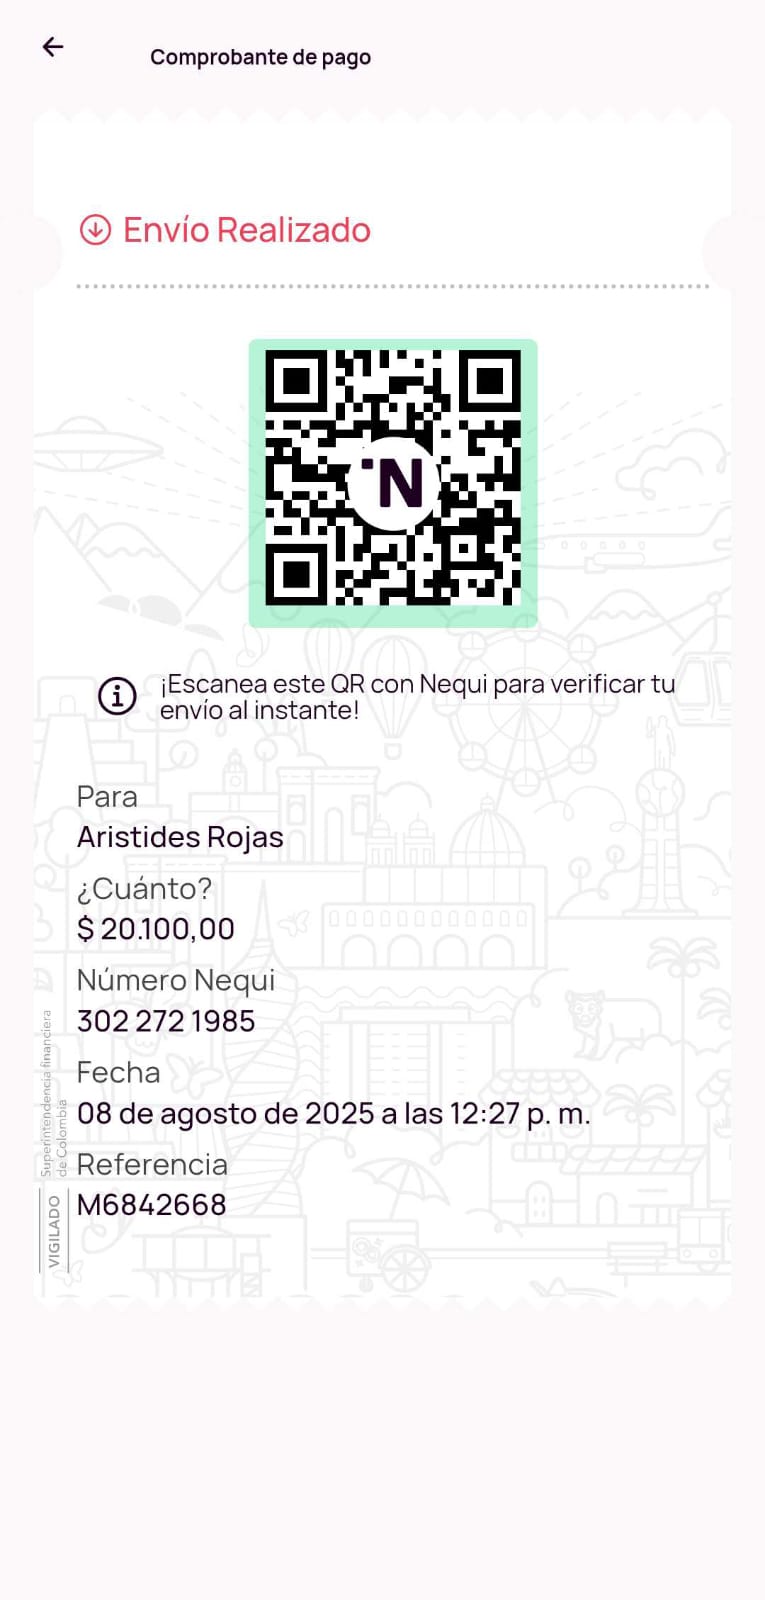 Comprobante de pago
Envío Realizado
N
¡Escanea este QR con Nequi para verificar tu
envío al instante!
Para
Aristides Rojas
¿Cuánto?
$ 20.100,00
Número Nequi
302 272 1985
Fecha
08 de agosto de 2025 a las 12:27 p. m.
Referencia
M6842668
VIGILADO
Superintendencia financiera
de Colombia